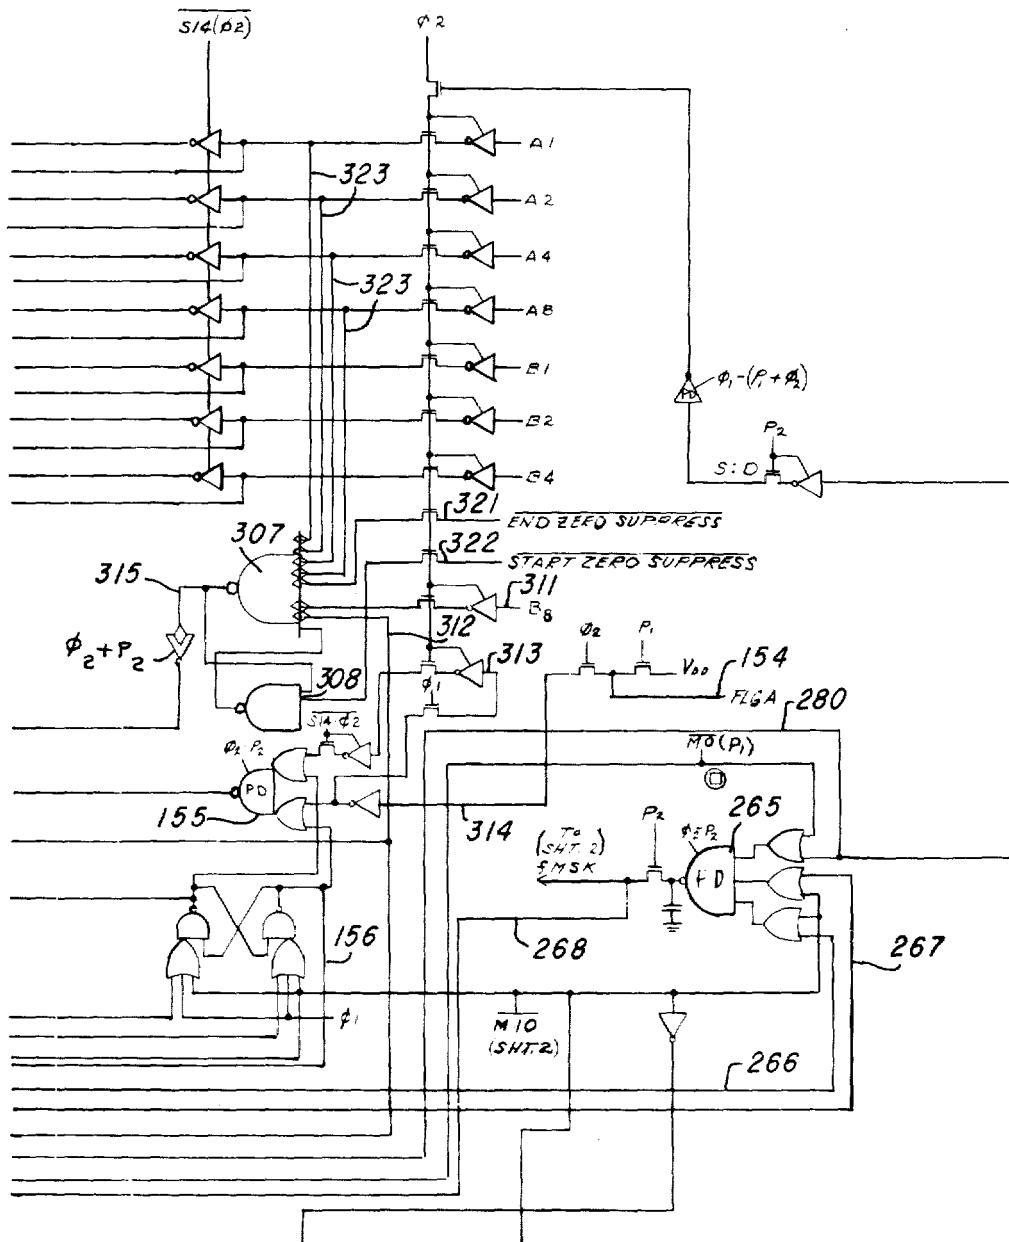 S14(φ2)
φ2
A1
323
A2
A4
323
A8
B1
φ1-(P1+φ2)
B2
P2
S:D
B4
321
END ZERO SUPPRESS
307
322
START ZERO SUPPRESS
315
311
B8
312
φ2+P2
φ2
P1
313
VDD
154
308
φ1
FLGA
280
S14·φ2
M0(P1)
φ2 P2
PD
155
314
P2
265
(TO
SHT. 2)
fMSK
156
268
267
φ1
M10
(SHT. 2)
266